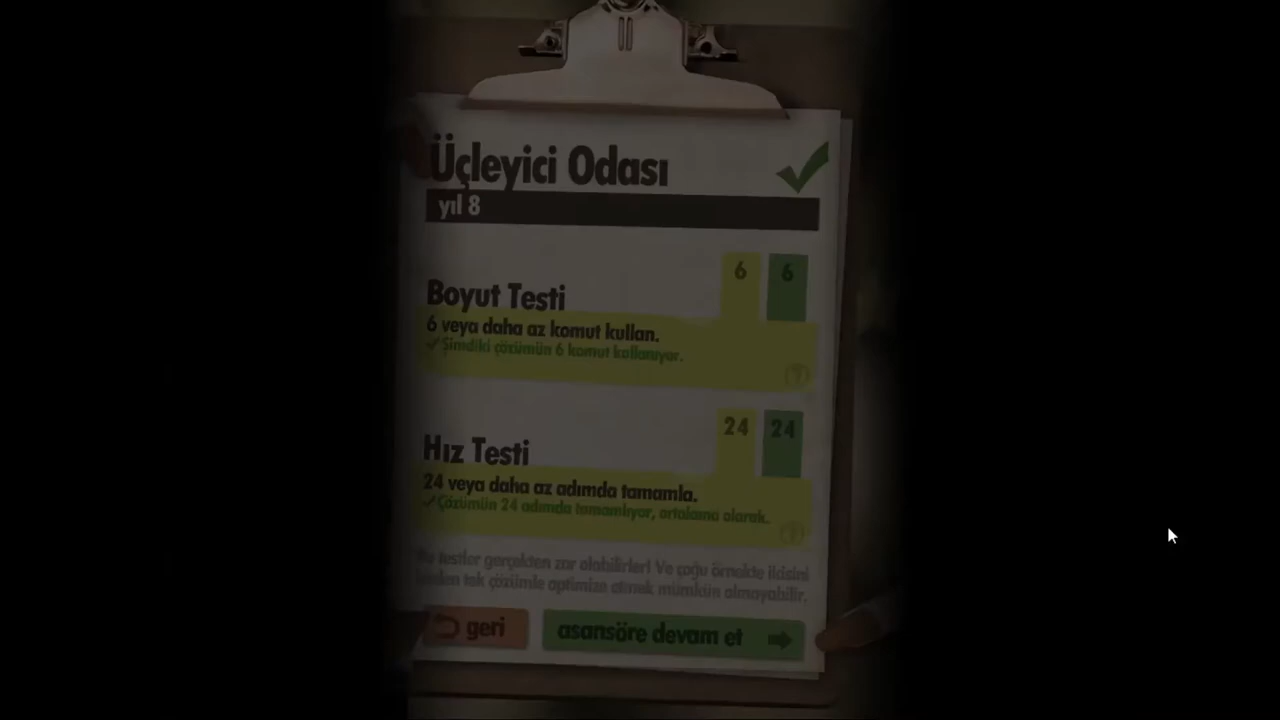 Üçleyici Odası
yıl 8
6 6
Boyut Testi
6 veya daha az komut kullan.
✓Şimdiki çözümün 6 komut kullanıyor.
24 24
Hız Testi
24 veya daha az adımda tamamla.
✓Çözümün 24 adımda tamamlıyor, ortalama olarak.
testler gerçekten zor olabilirler! Ve çoğu örnekte ikisini
tek çözümle optimize etmek mümkün olmayabilir.
geri
asansöre devam et